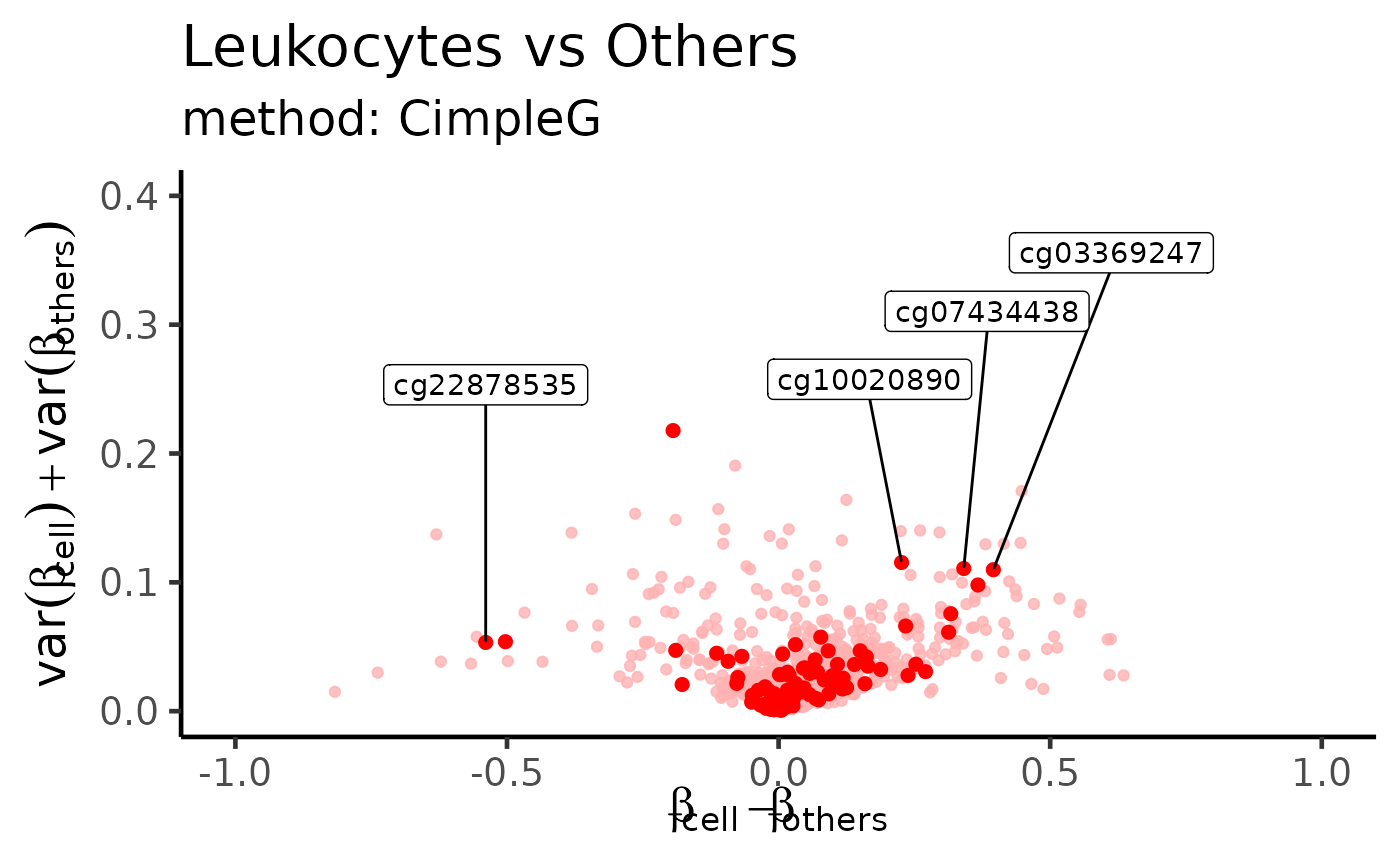 Leukocytes vs Others
method: CimpleG
var(βcell) + var(βothers)
0.4
0.3
0.2
0.1
0.0
cg03369247
cg07434438
cg10020890
cg22878535
-1.0 -0.5 0.0 0.5 1.0
βcell − βothers